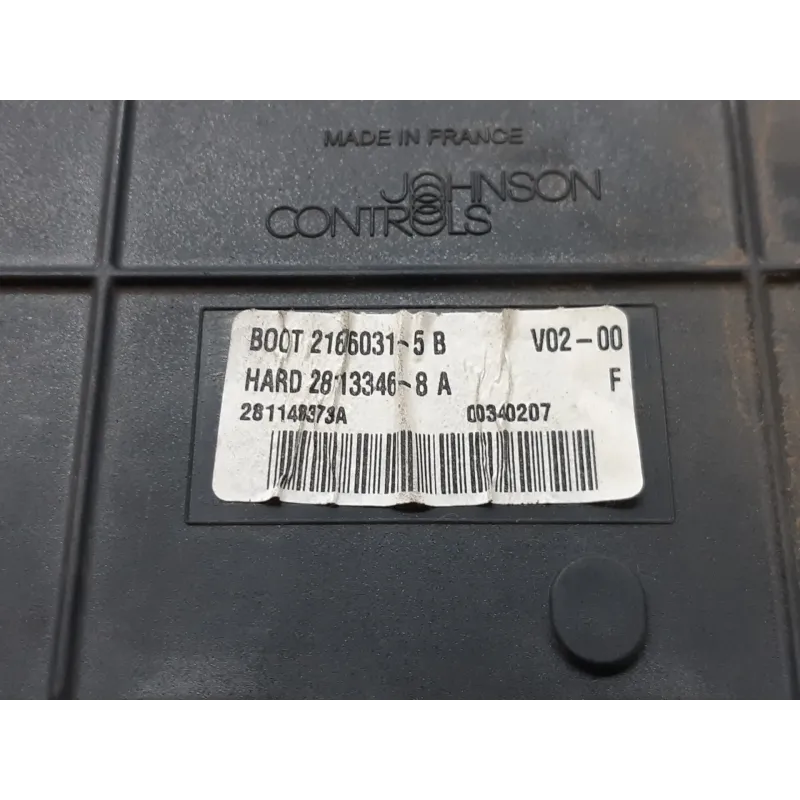 MADE IN FRANCE
JOHNSON
CONTROLS
BOOT 2166031-5 B V02-00
HARD 2813346-8 A F
281148373A 00340207